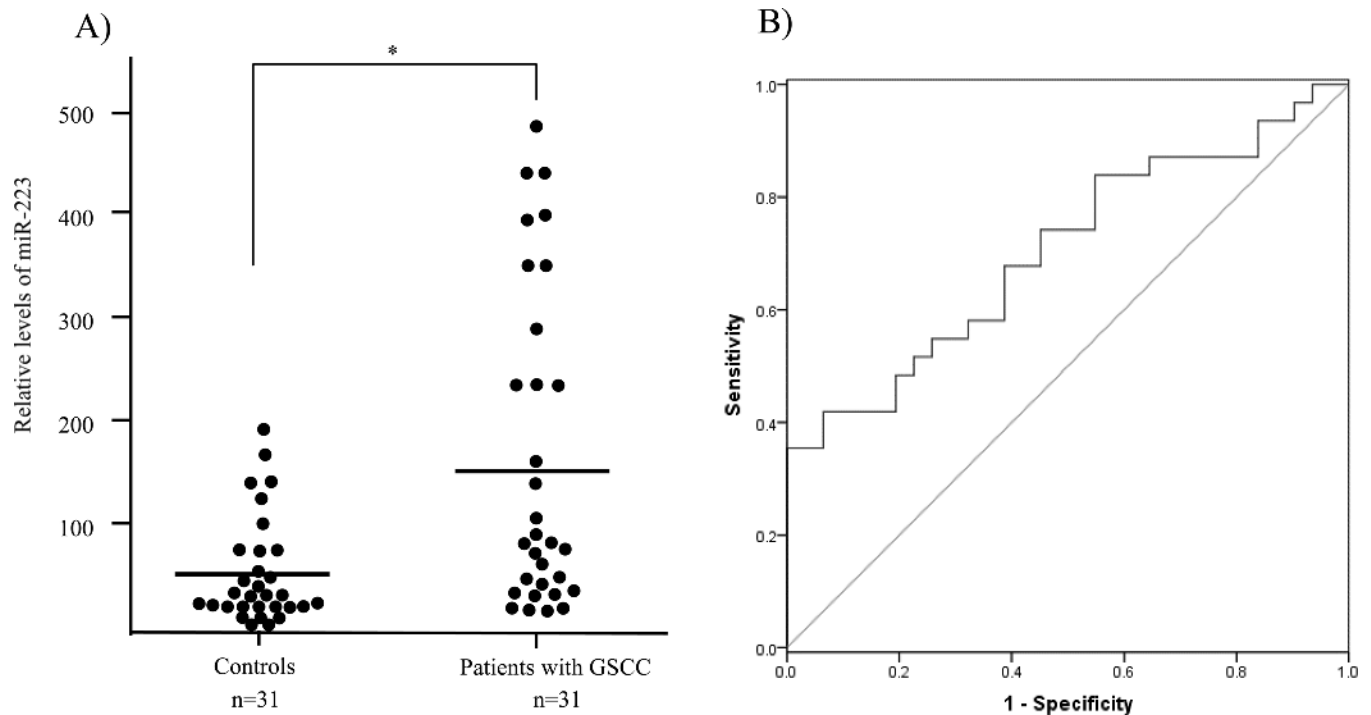 A)
*
Relative levels of miR-223
500
400
300
200
100
Controls
n=31
Patients with GSCC
n=31
B)
Sensitivity
1.0
0.8
0.6
0.4
0.2
0.0
0.0 0.2 0.4 0.6 0.8 1.0
1 - Specificity